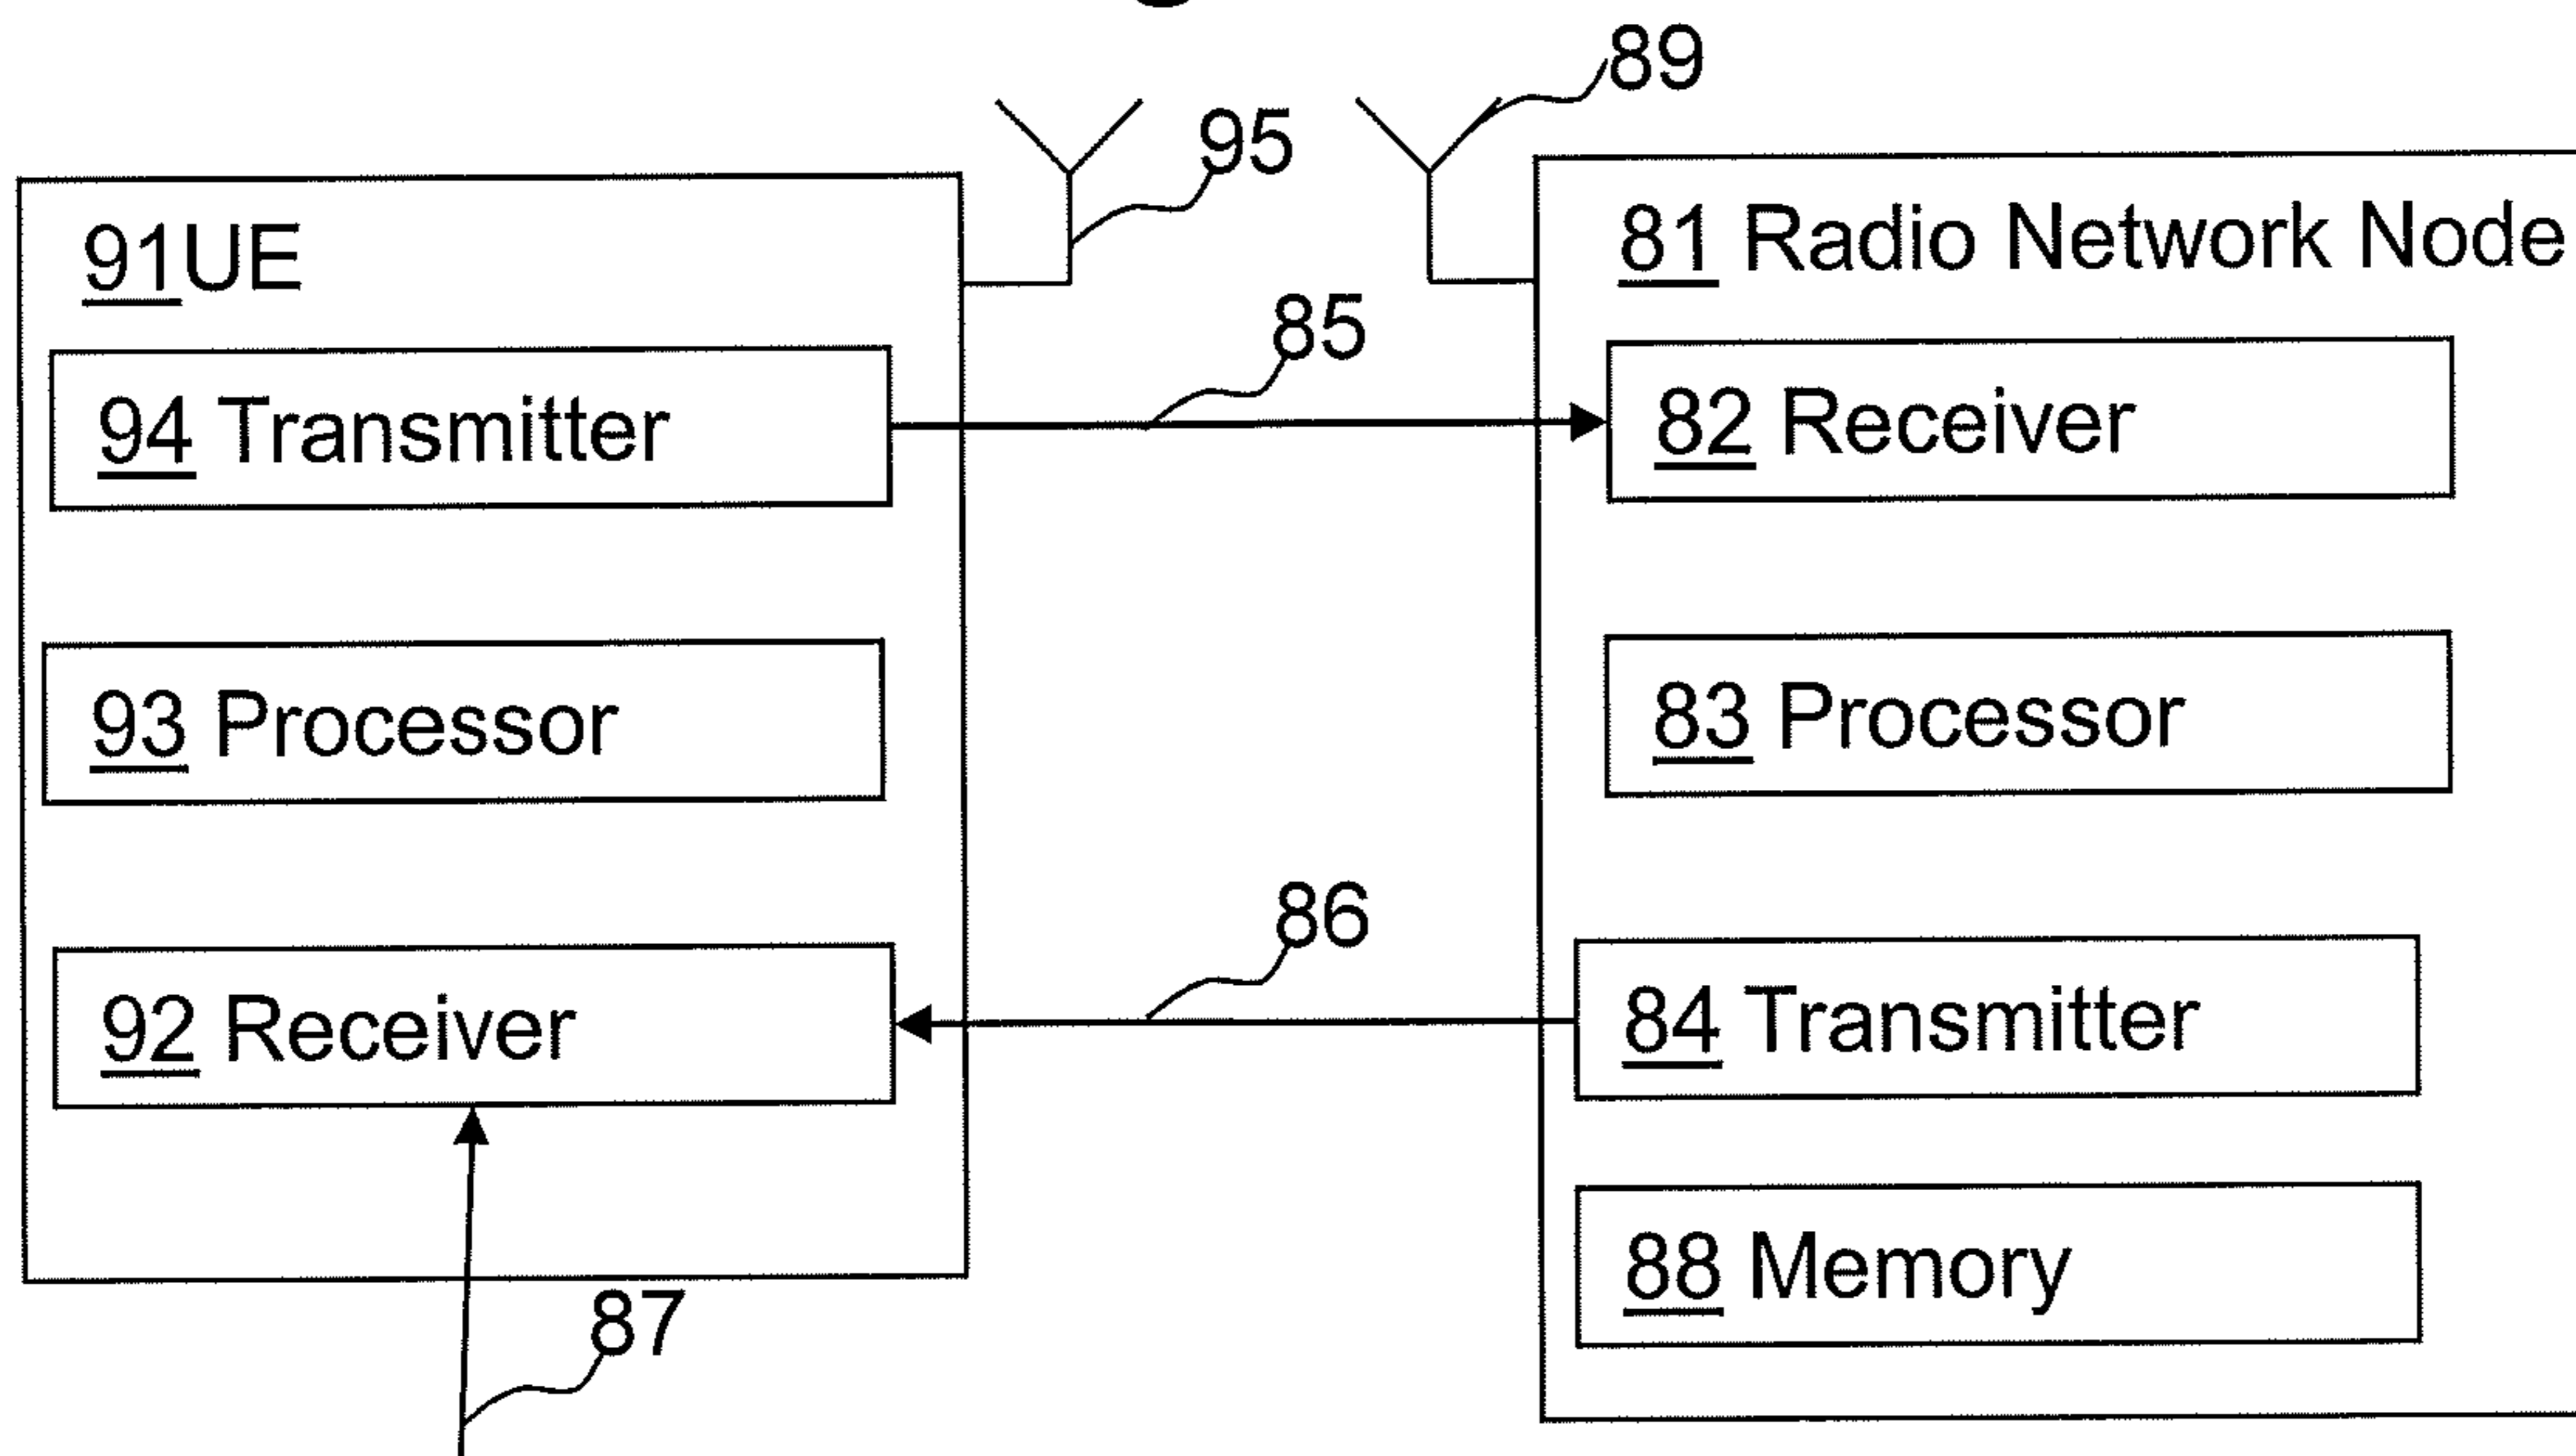 89
95
91UE
81 Radio Network Node
85
94 Transmitter
82 Receiver
93 Processor
83 Processor
86
92 Receiver
84 Transmitter
88 Memory
87